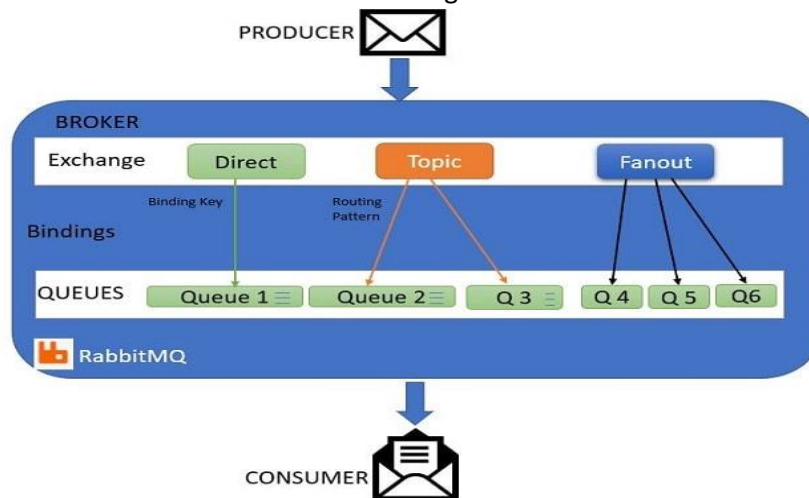 PRODUCER
BROKER
Exchange
Direct
Topic
Fanout
Binding Key
Routing
Pattern
Bindings
QUEUES
Queue 1
Queue 2
Q 3
Q 4
Q 5
Q6
RabbitMQ
CONSUMER